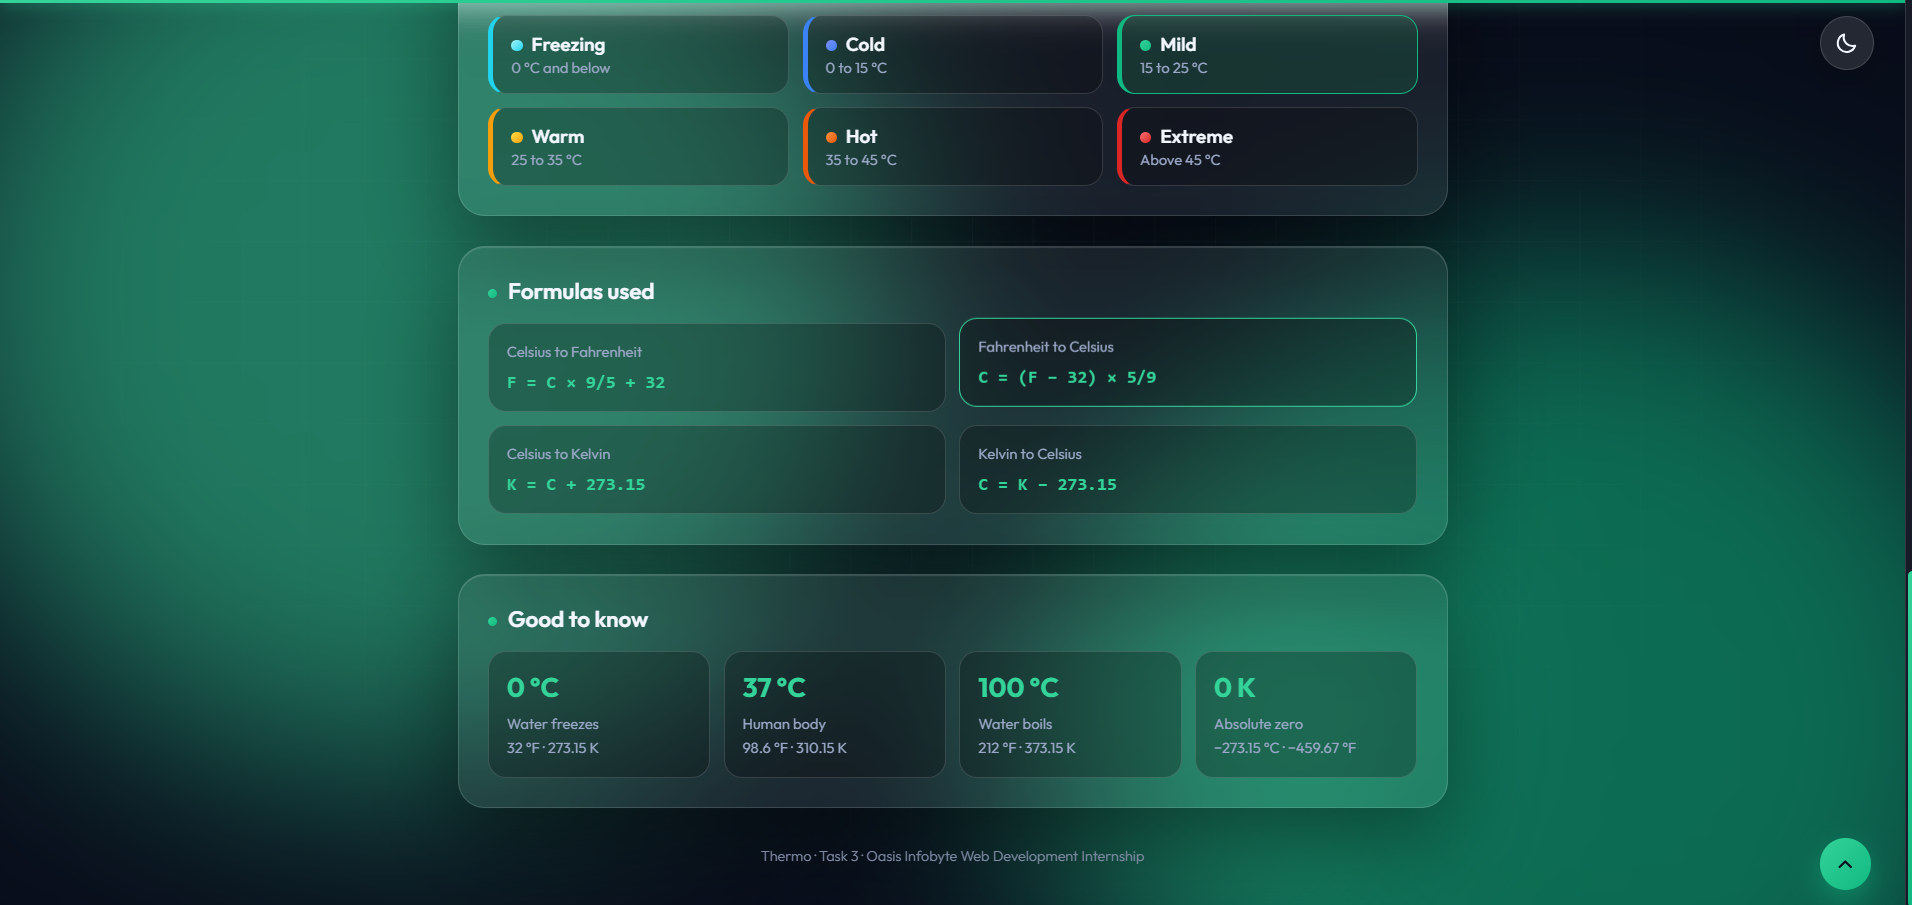 Freezing
0 °C and below
Cold
0 to 15 °C
Mild
15 to 25 °C
Warm
25 to 35 °C
Hot
35 to 45 °C
Extreme
Above 45 °C
Formulas used
Celsius to Fahrenheit
F = C × 9/5 + 32
Fahrenheit to Celsius
C = (F − 32) × 5/9
Celsius to Kelvin
K = C + 273.15
Kelvin to Celsius
C = K − 273.15
Good to know
0 °C
Water freezes
32 °F · 273.15 K
37 °C
Human body
98.6 °F · 310.15 K
100 °C
Water boils
212 °F · 373.15 K
0 K
Absolute zero
−273.15 °C · −459.67 °F
Thermo · Task 3 · Oasis Infobyte Web Development Internship